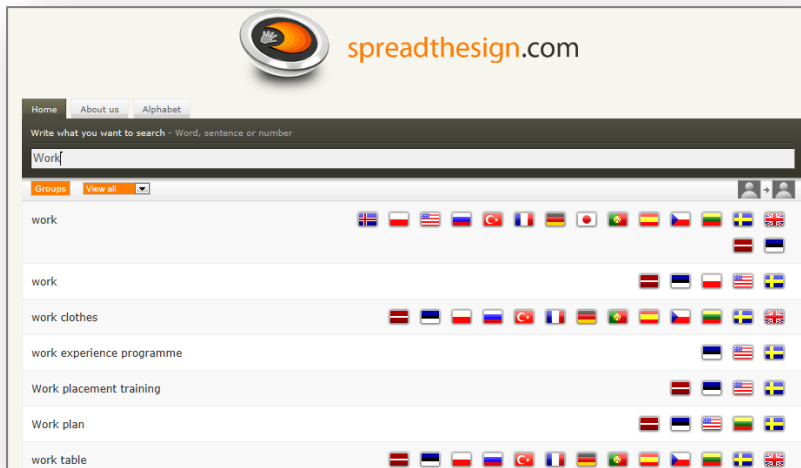 spreadthesign.com
Home About us Alphabet
Write what you want to search - Word, sentence or number
Work
Groups View all
work
work
work clothes
work experience programme
Work placement training
Work plan
work table